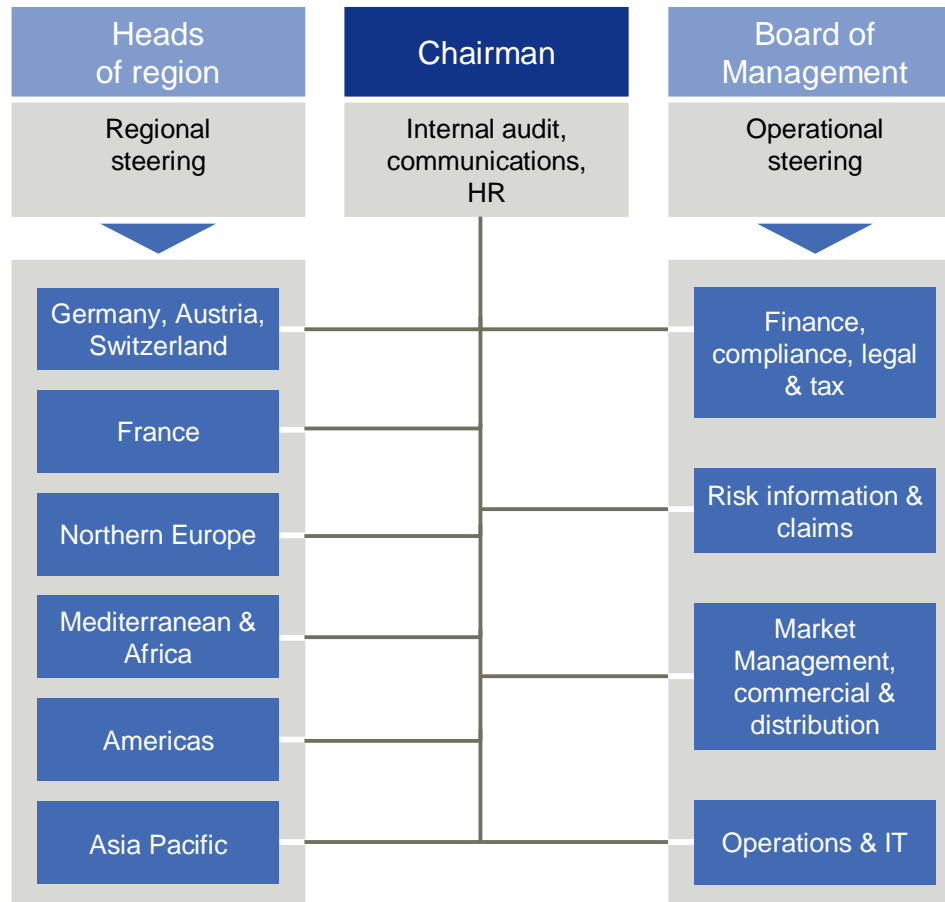 Heads
of region
Chairman
Board of
Management
Regional
steering
Internal audit,
communications,
HR
Operational
steering
Germany, Austria,
Switzerland
France
Northern Europe
Mediterranean &
Africa
Americas
Asia Pacific
Finance,
compliance, legal
& tax
Risk information &
claims
Market
Management,
commercial &
distribution
Operations & IT